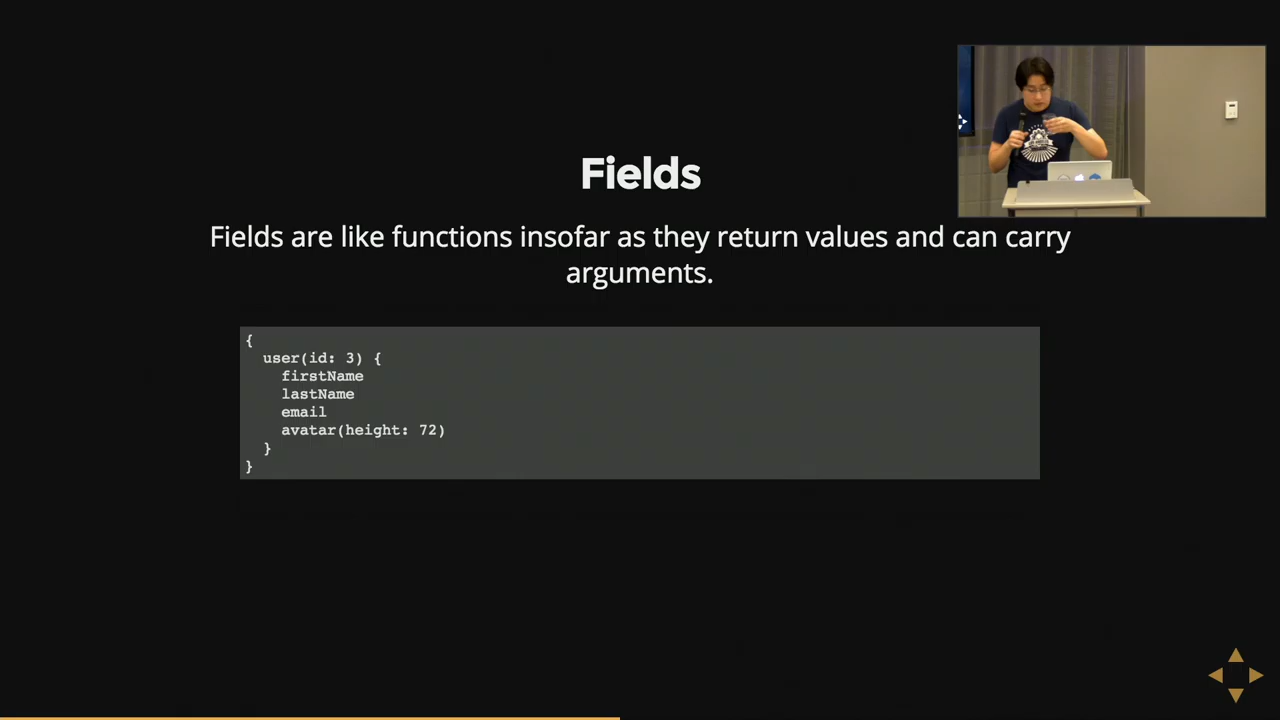 Fields
Fields are like functions insofar as they return values and can carry
arguments.
{
  user(id: 3) {
    firstName
    lastName
    email
    avatar(height: 72)
  }
}